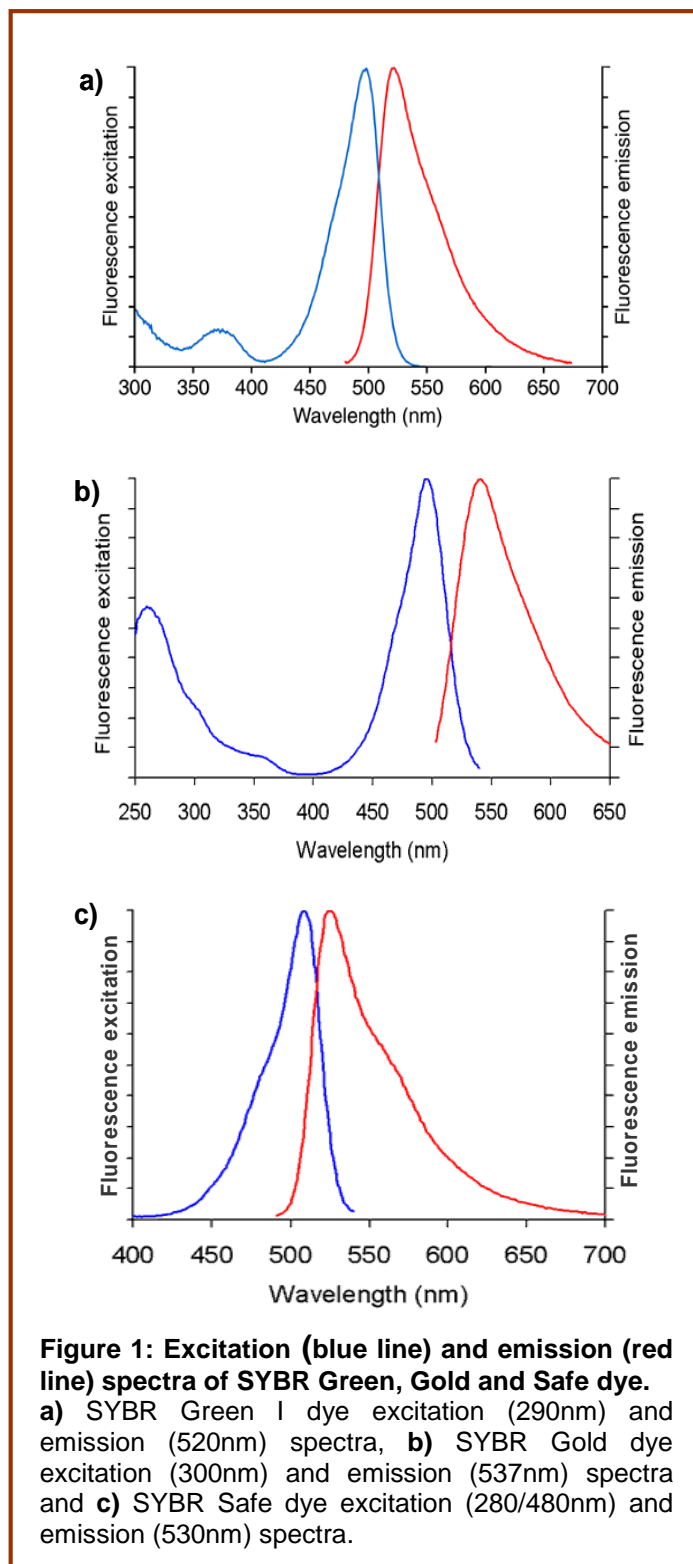 a)
Fluorescence excitation
Fluorescence emission
300 350 400 450 500 550 600 650 700
Wavelength (nm)
b)
Fluorescence excitation
Fluorescence emission
250 300 350 400 450 500 550 600 650
Wavelength (nm)
c)
Fluorescence excitation
Fluorescence emission
400 450 500 550 600 650 700
Wavelength (nm)
Figure 1: Excitation (blue line) and emission (red
line) spectra of SYBR Green, Gold and Safe dye.
a) SYBR Green I dye excitation (290nm) and
emission (520nm) spectra, b) SYBR Gold dye
excitation (300nm) and emission (537nm) spectra
and c) SYBR Safe dye excitation (280/480nm) and
emission (530nm) spectra.